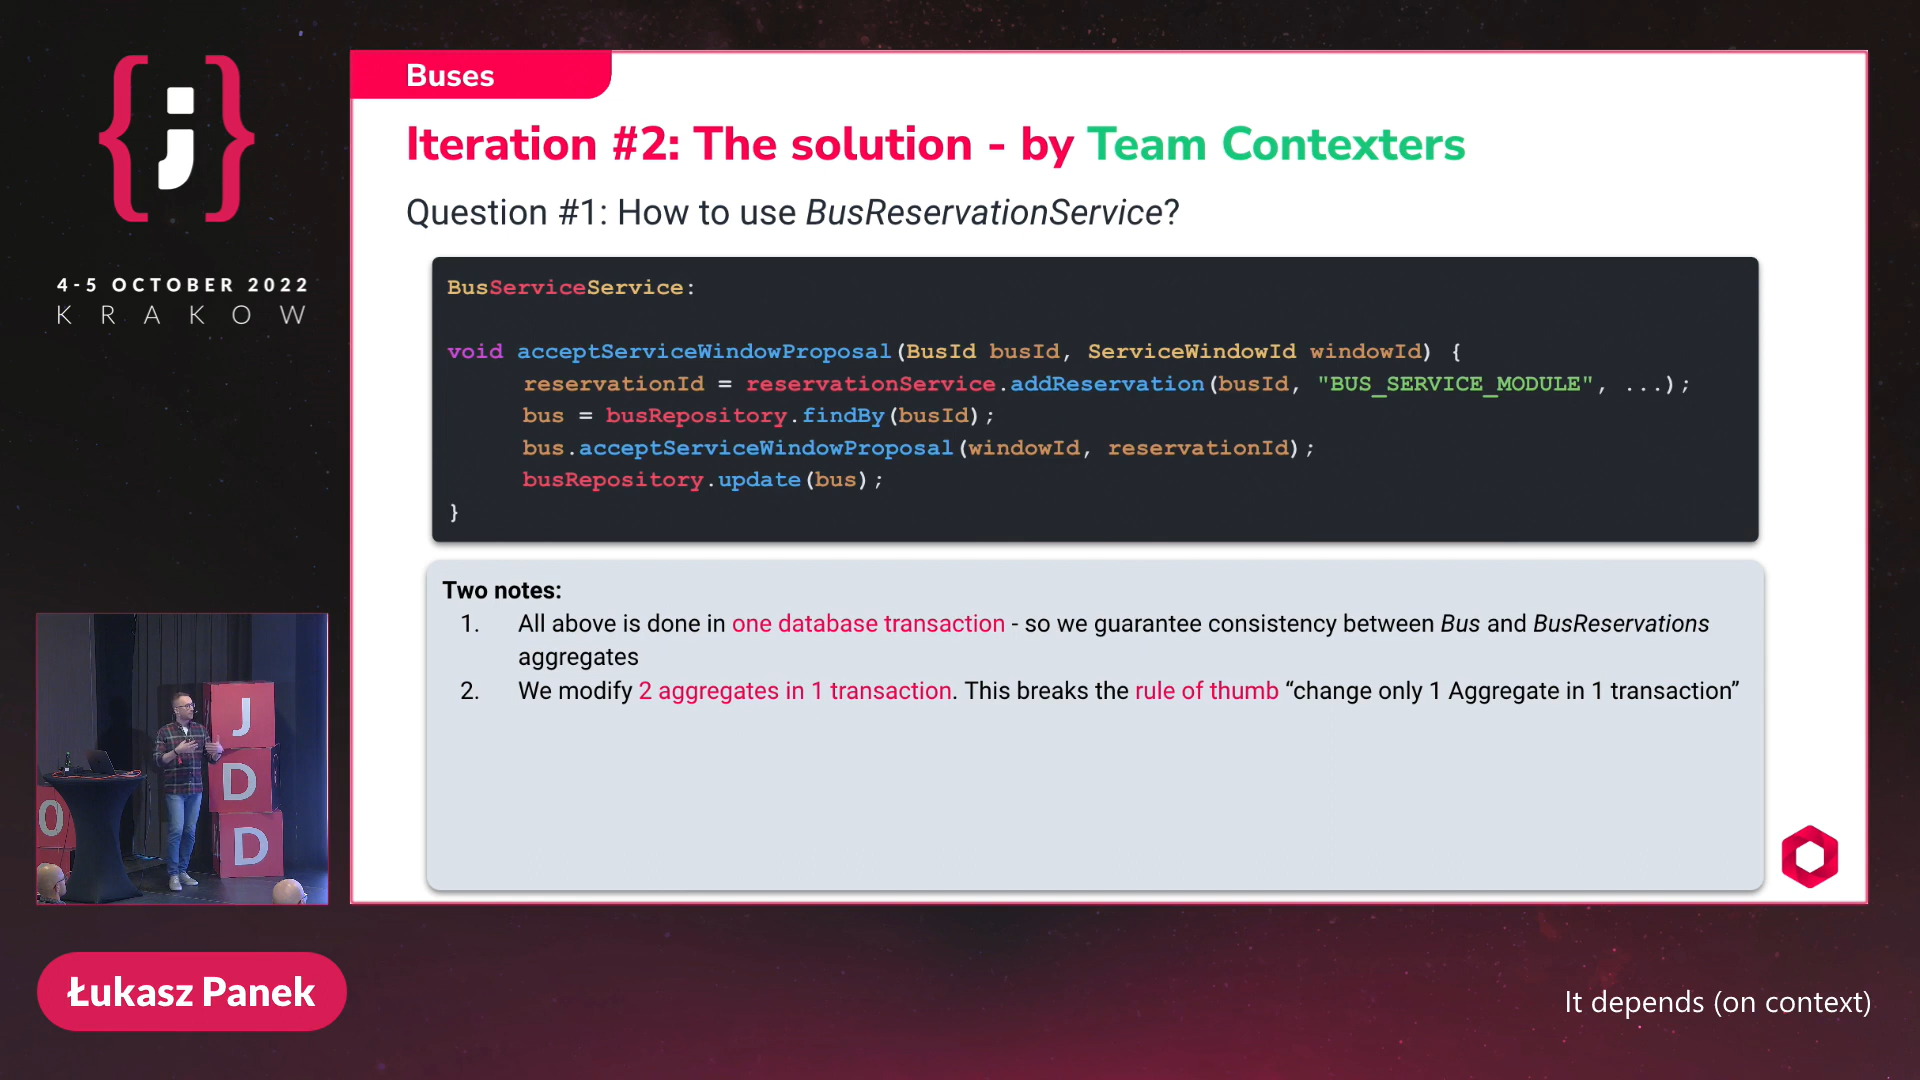 {;}
4-5 OCTOBER 2022
KRAKOW
Buses
Iteration #2: The solution - by Team Contexters
Question #1: How to use BusReservationService?
BusServiceService:
void acceptServiceWindowProposal(BusId busId, ServiceWindowId windowId) {
reservationId = reservationService.addReservation(busId, "BUS_SERVICE_MODULE", ...);
bus = busRepository.findBy(busId);
bus.acceptServiceWindowProposal(windowId, reservationId);
busRepository.update(bus);
}
Two notes:
1. All above is done in one database transaction - so we guarantee consistency between Bus and BusReservations
aggregates
2. We modify 2 aggregates in 1 transaction. This breaks the rule of thumb “change only 1 Aggregate in 1 transaction”
J
D
D
0
Łukasz Panek
It depends (on context)